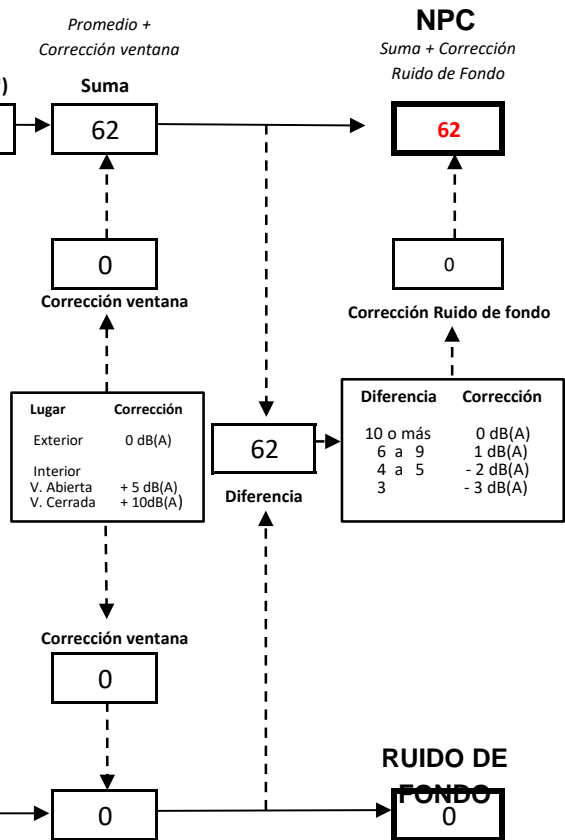 Promedio +
Corrección ventana
)
Suma
62
NPC
Suma + Corrección
Ruido de Fondo
62
0
Corrección ventana
0
Corrección Ruido de fondo
Lugar Corrección
Exterior 0 dB(A)
Interior
V. Abierta + 5 dB(A)
V. Cerrada + 10dB(A)
62
Diferencia
Diferencia Corrección
10 o más 0 dB(A)
6 a 9 1 dB(A)
4 a 5 - 2 dB(A)
3 - 3 dB(A)
Corrección ventana
0
0
RUIDO DE
FONDO
0